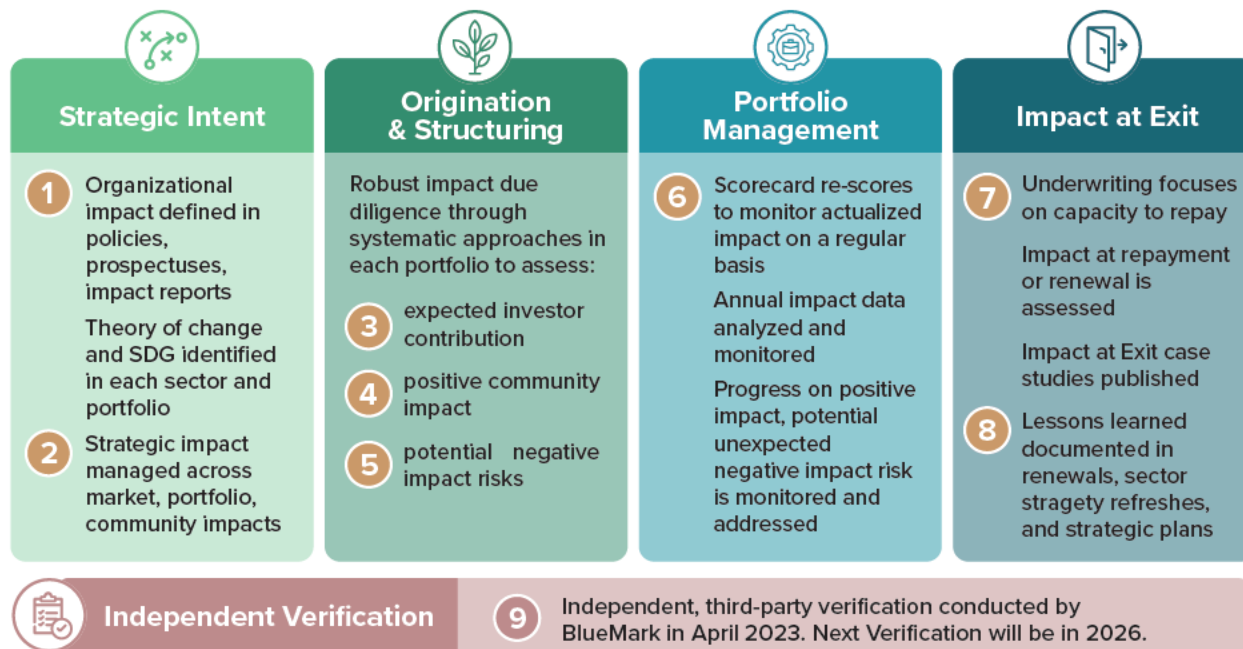 Strategic Intent
1
Organizational
impact defined in
policies,
prospectuses,
impact reports
Theory of change
and SDG identified
in each sector and
portfolio
2
Strategic impact
managed across
market, portfolio,
community impacts
Origination
& Structuring
Robust impact due
diligence through
systematic approaches in
each portfolio to assess:
3
expected investor
contribution
4
positive community
impact
5
potential negative
impact risks
Portfolio
Management
6
Scorecard re-scores
to monitor actualized
impact on a regular
basis
Annual impact data
analyzed and
monitored
Progress on positive
impact, potential
unexpected
negative impact risk
is monitored and
addressed
Impact at Exit
7
Underwriting focuses
on capacity to repay
Impact at repayment
or renewal is
assessed
Impact at Exit case
studies published
8
Lessons learned
documented in
renewals, sector
stragety refreshes,
and strategic plans
Independent Verification
9
Independent, third-party verification conducted by
BlueMark in April 2023. Next Verification will be in 2026.